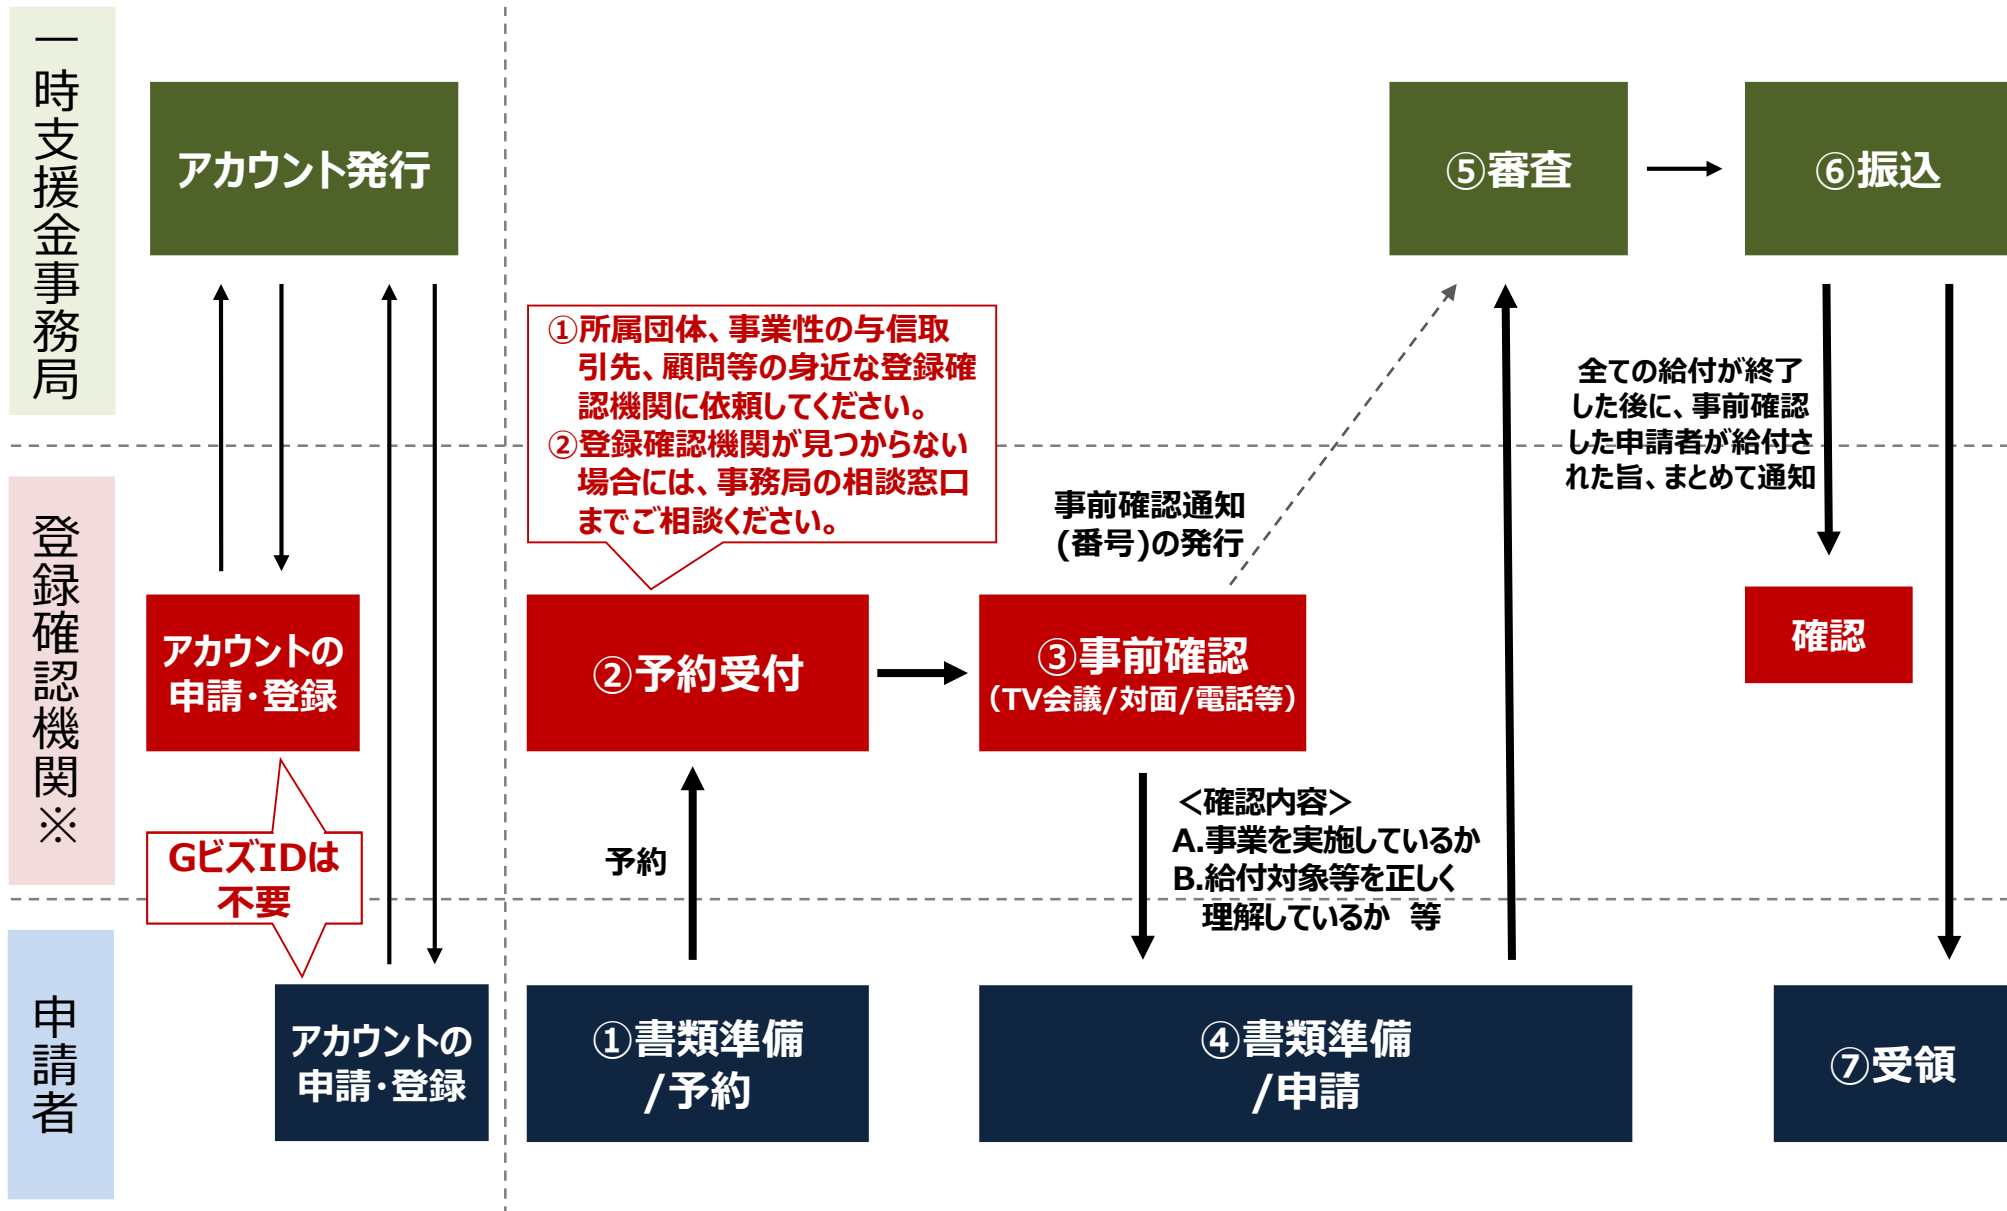 一時支援金事務局
アカウント発行
⑤審査
⑥振込
①所属団体、事業性の与信取
引先、顧問等の身近な登録確
認機関に依頼してください。
②登録確認機関が見つからない
場合には、事務局の相談窓口
までご相談ください。
全ての給付が終了
した後に、事前確認
した申請者が給付さ
れた旨、まとめて通知
事前確認通知
(番号)の発行
登録確認機関※
アカウントの
申請・登録
②予約受付
③事前確認
（TV会議/対面/電話等）
確認
GビズIDは
不要
予約
＜確認内容＞
A.事業を実施しているか
B.給付対象等を正しく
理解しているか　等
申請者
アカウントの
申請・登録
①書類準備
/予約
④書類準備
/申請
⑦受領